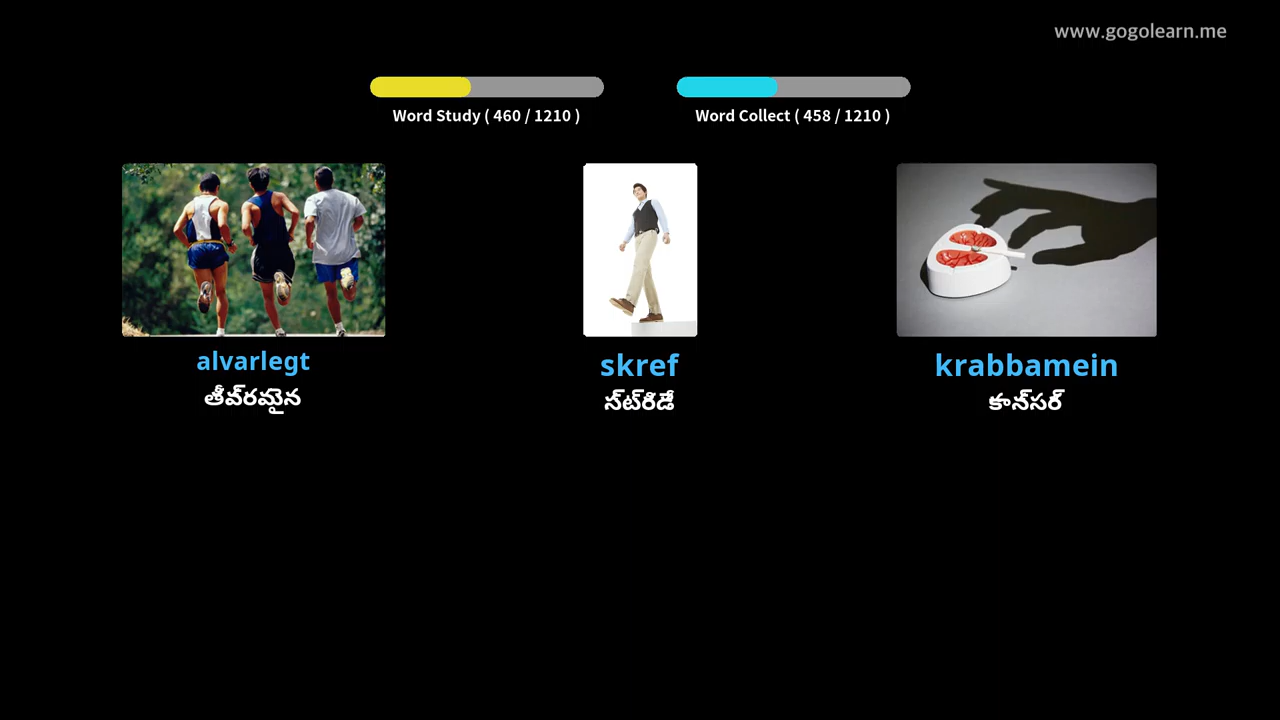 www.gogolearn.me
Word Study ( 460 / 1210 )
Word Collect ( 458 / 1210 )
alvarlegt
తీవ్రమైన
skref
స్ట్రిడే
krabbamein
కాన్సర్